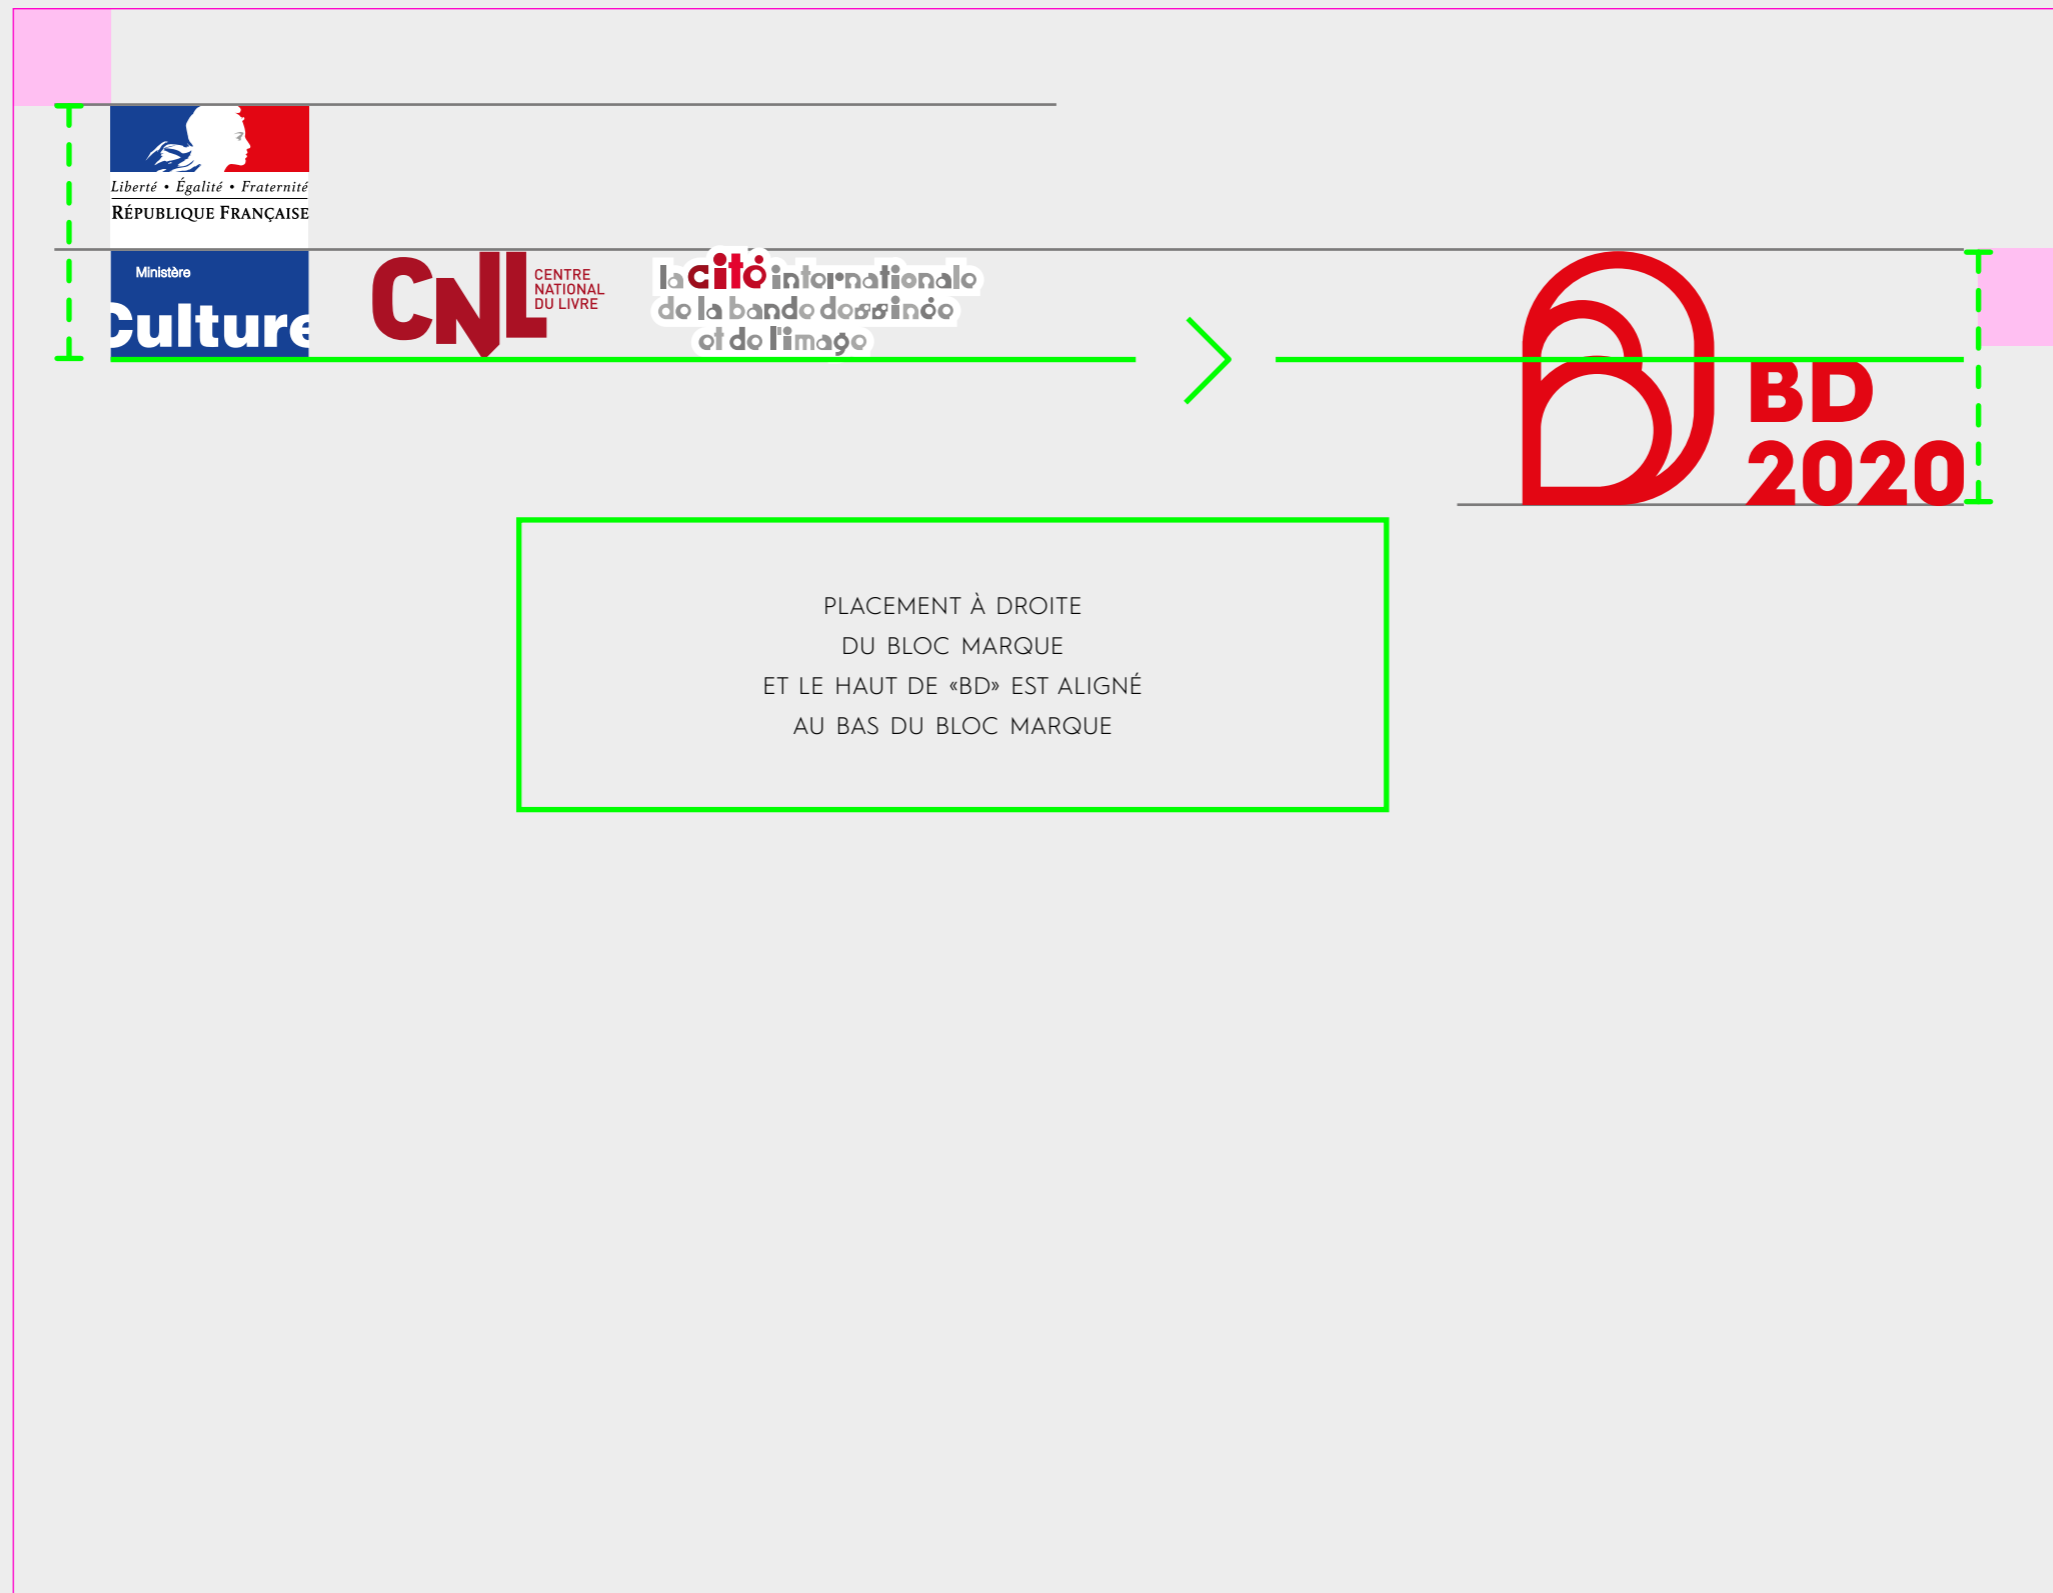 Liberté • Égalité • Fraternité
RÉPUBLIQUE FRANÇAISE
Ministère
Culture
CNL
CENTRE
NATIONAL
DU LIVRE
la cité internationale
de la bande dessinée
et de l'image
BD
2020
PLACEMENT À DROITE
DU BLOC MARQUE
ET LE HAUT DE «BD» EST ALIGNÉ
AU BAS DU BLOC MARQUE